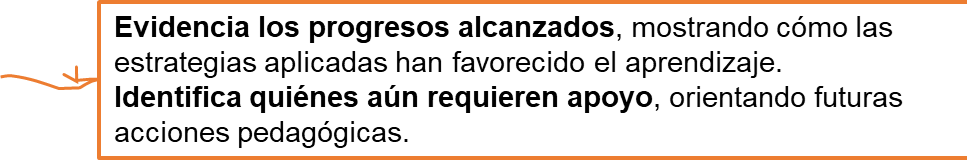 Evidencia los progresos alcanzados, mostrando cómo las
estrategias aplicadas han favorecido el aprendizaje.
Identifica quiénes aún requieren apoyo, orientando futuras
acciones pedagógicas.